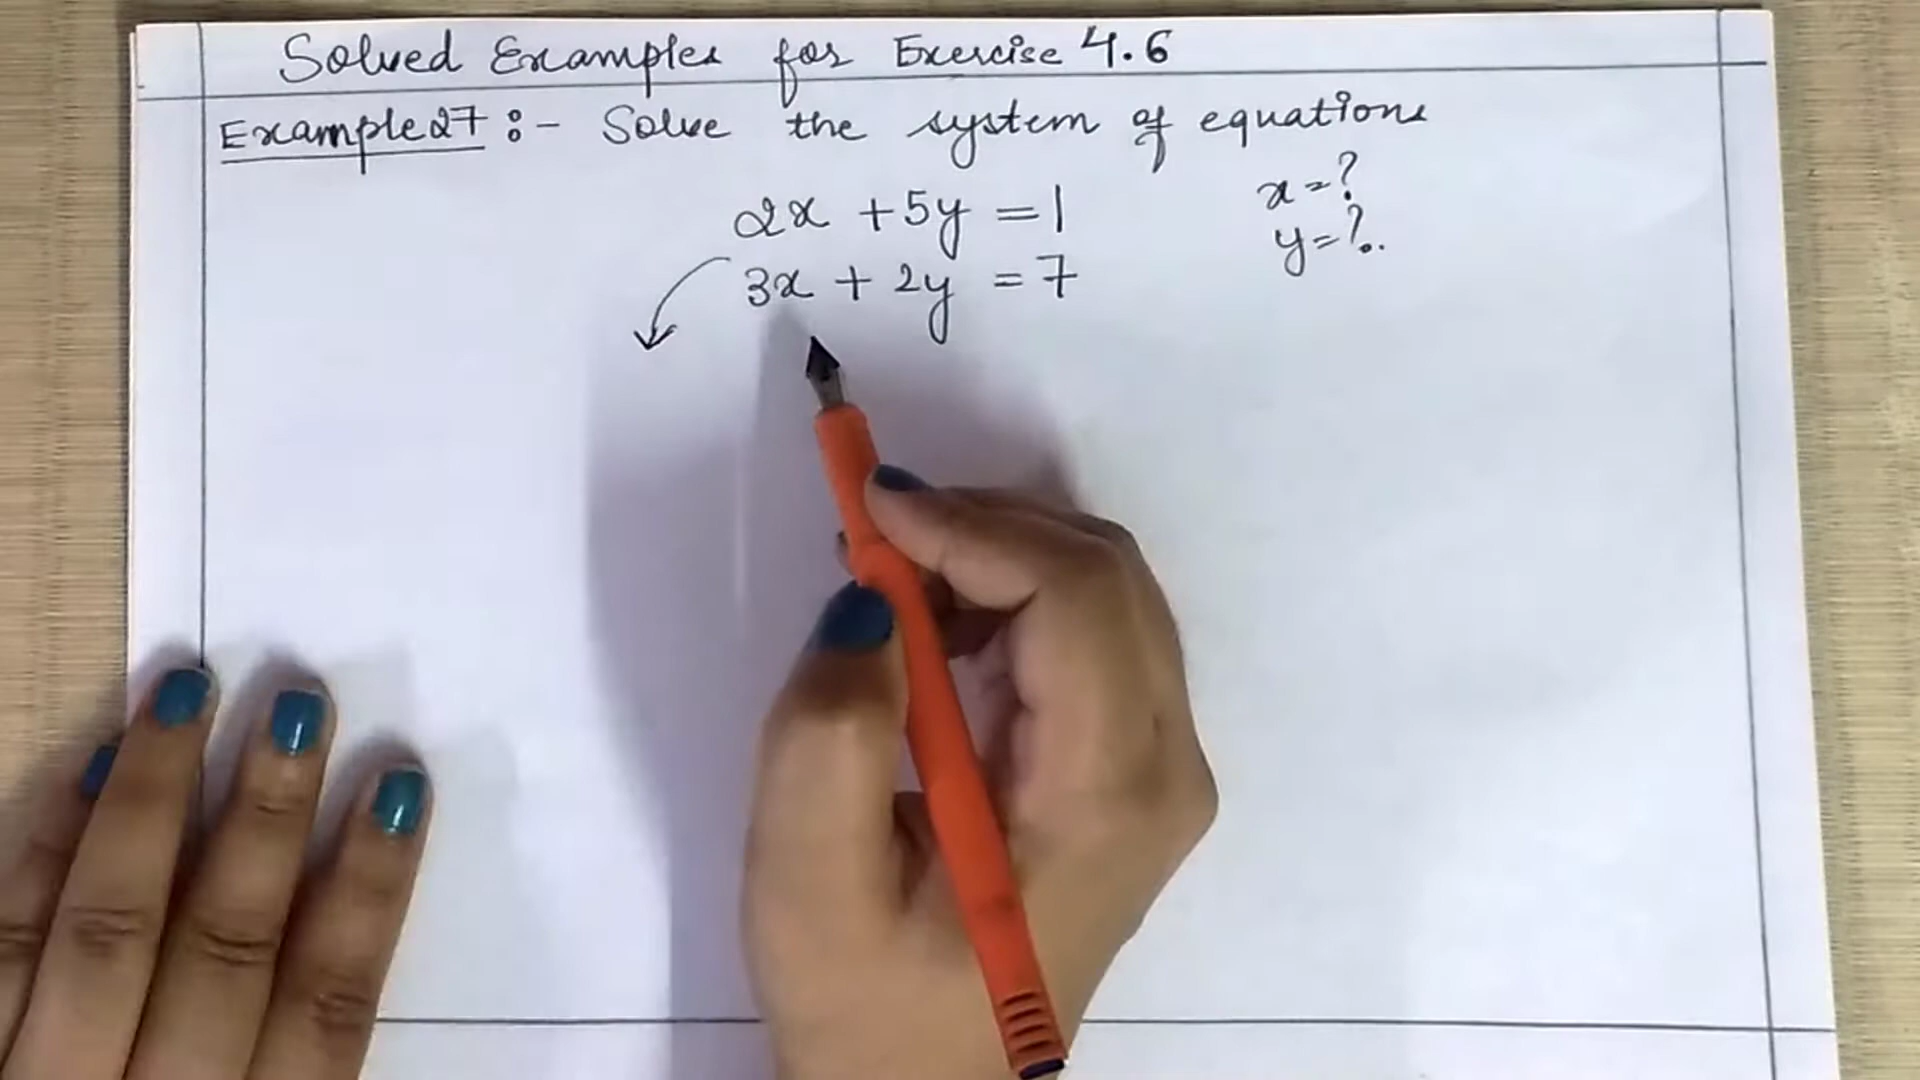 Solved Examples for Exercise 4.6
Example 27 :- Solve the system of equations
2x + 5y = 1
3x + 2y = 7
x = ?
y = ?.